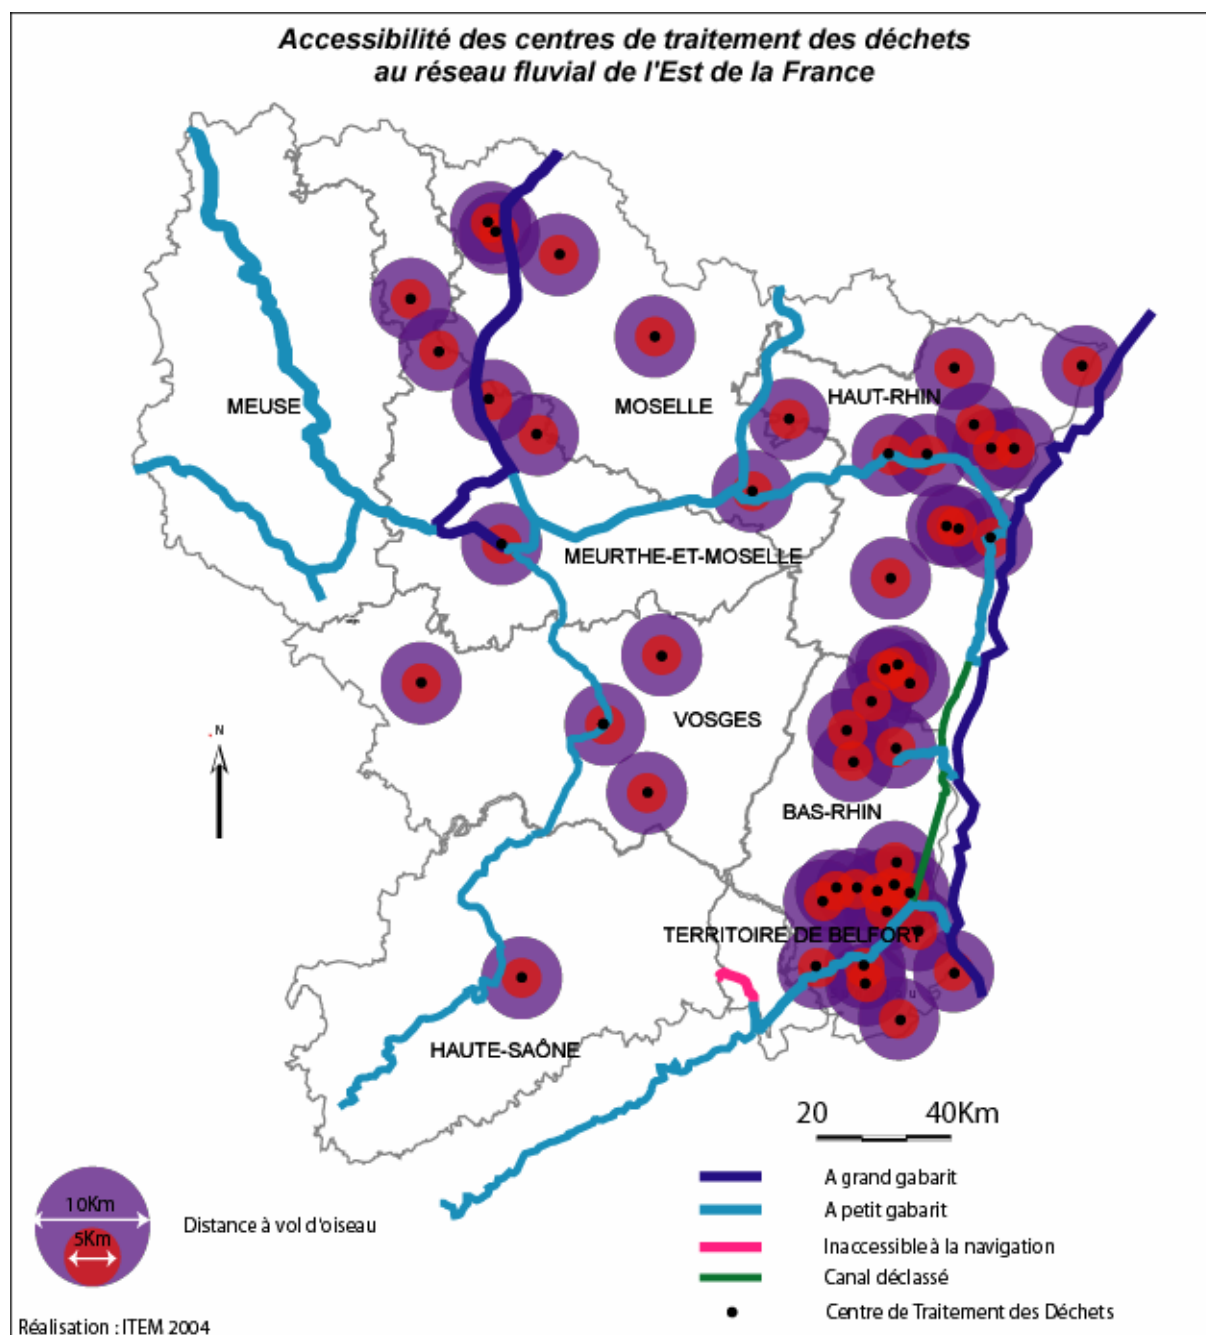 Accessibilité des centres de traitement des déchets
au réseau fluvial de l'Est de la France
MEUSE
MOSELLE
HAUT-RHIN
MEURTHE-ET-MOSELLE
N
VOSGES
BAS-RHIN
TERRITOIRE DE BELFORT
HAUTE-SAÔNE
20 40Km
10Km
5Km
Distance à vol d'oiseau
A grand gabarit
A petit gabarit
Inaccessible à la navigation
Canal déclassé
Centre de Traitement des Déchets
Réalisation : ITEM 2004